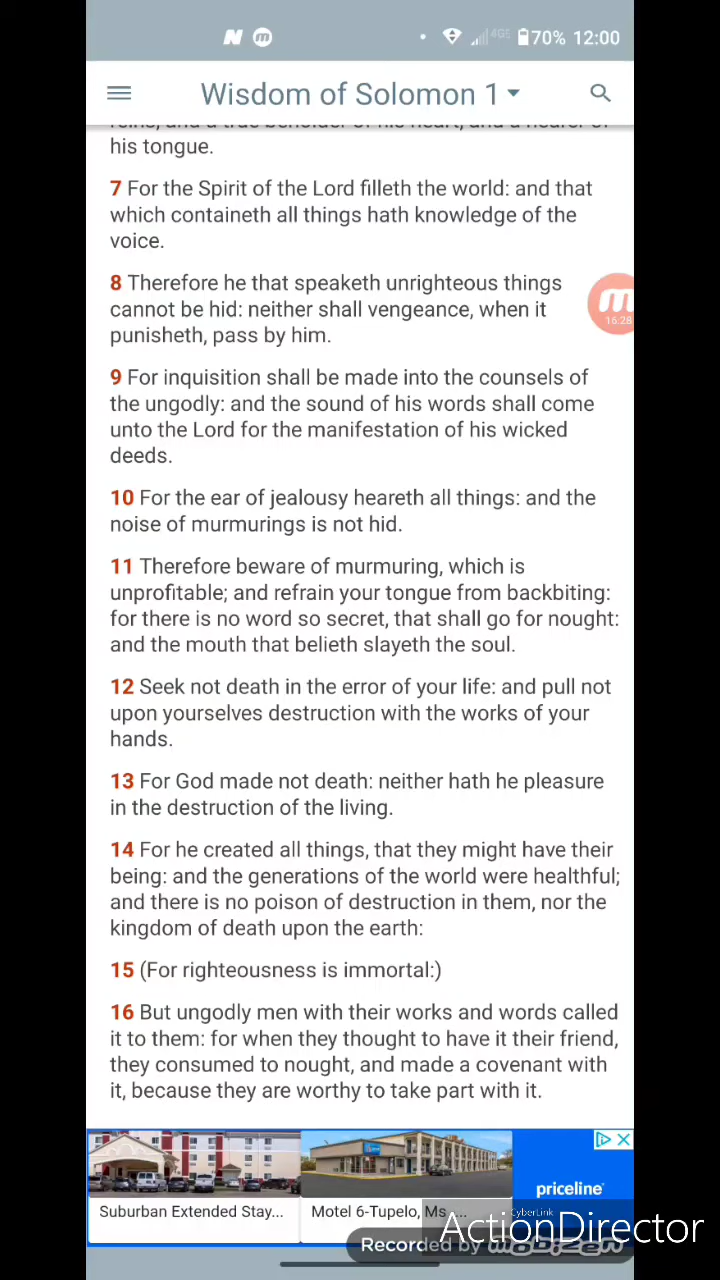 70% 12:00
Wisdom of Solomon 1
his tongue.
7 For the Spirit of the Lord filleth the world: and that
which containeth all things hath knowledge of the
voice.
8 Therefore he that speaketh unrighteous things
cannot be hid: neither shall vengeance, when it
punisheth, pass by him.
16:28
9 For inquisition shall be made into the counsels of
the ungodly: and the sound of his words shall come
unto the Lord for the manifestation of his wicked
deeds.
10 For the ear of jealousy heareth all things: and the
noise of murmurings is not hid.
11 Therefore beware of murmuring, which is
unprofitable; and refrain your tongue from backbiting:
for there is no word so secret, that shall go for nought:
and the mouth that belieth slayeth the soul.
12 Seek not death in the error of your life: and pull not
upon yourselves destruction with the works of your
hands.
13 For God made not death: neither hath he pleasure
in the destruction of the living.
14 For he created all things, that they might have their
being: and the generations of the world were healthful;
and there is no poison of destruction in them, nor the
kingdom of death upon the earth:
15 (For righteousness is immortal:)
16 But ungodly men with their works and words called
it to them: for when they thought to have it their friend,
they consumed to nought, and made a covenant with
it, because they are worthy to take part with it.
priceline
Suburban Extended Stay...
Motel 6-Tupelo, Ms ...
CyberLink
ActionDirector
Recorded by mobizen